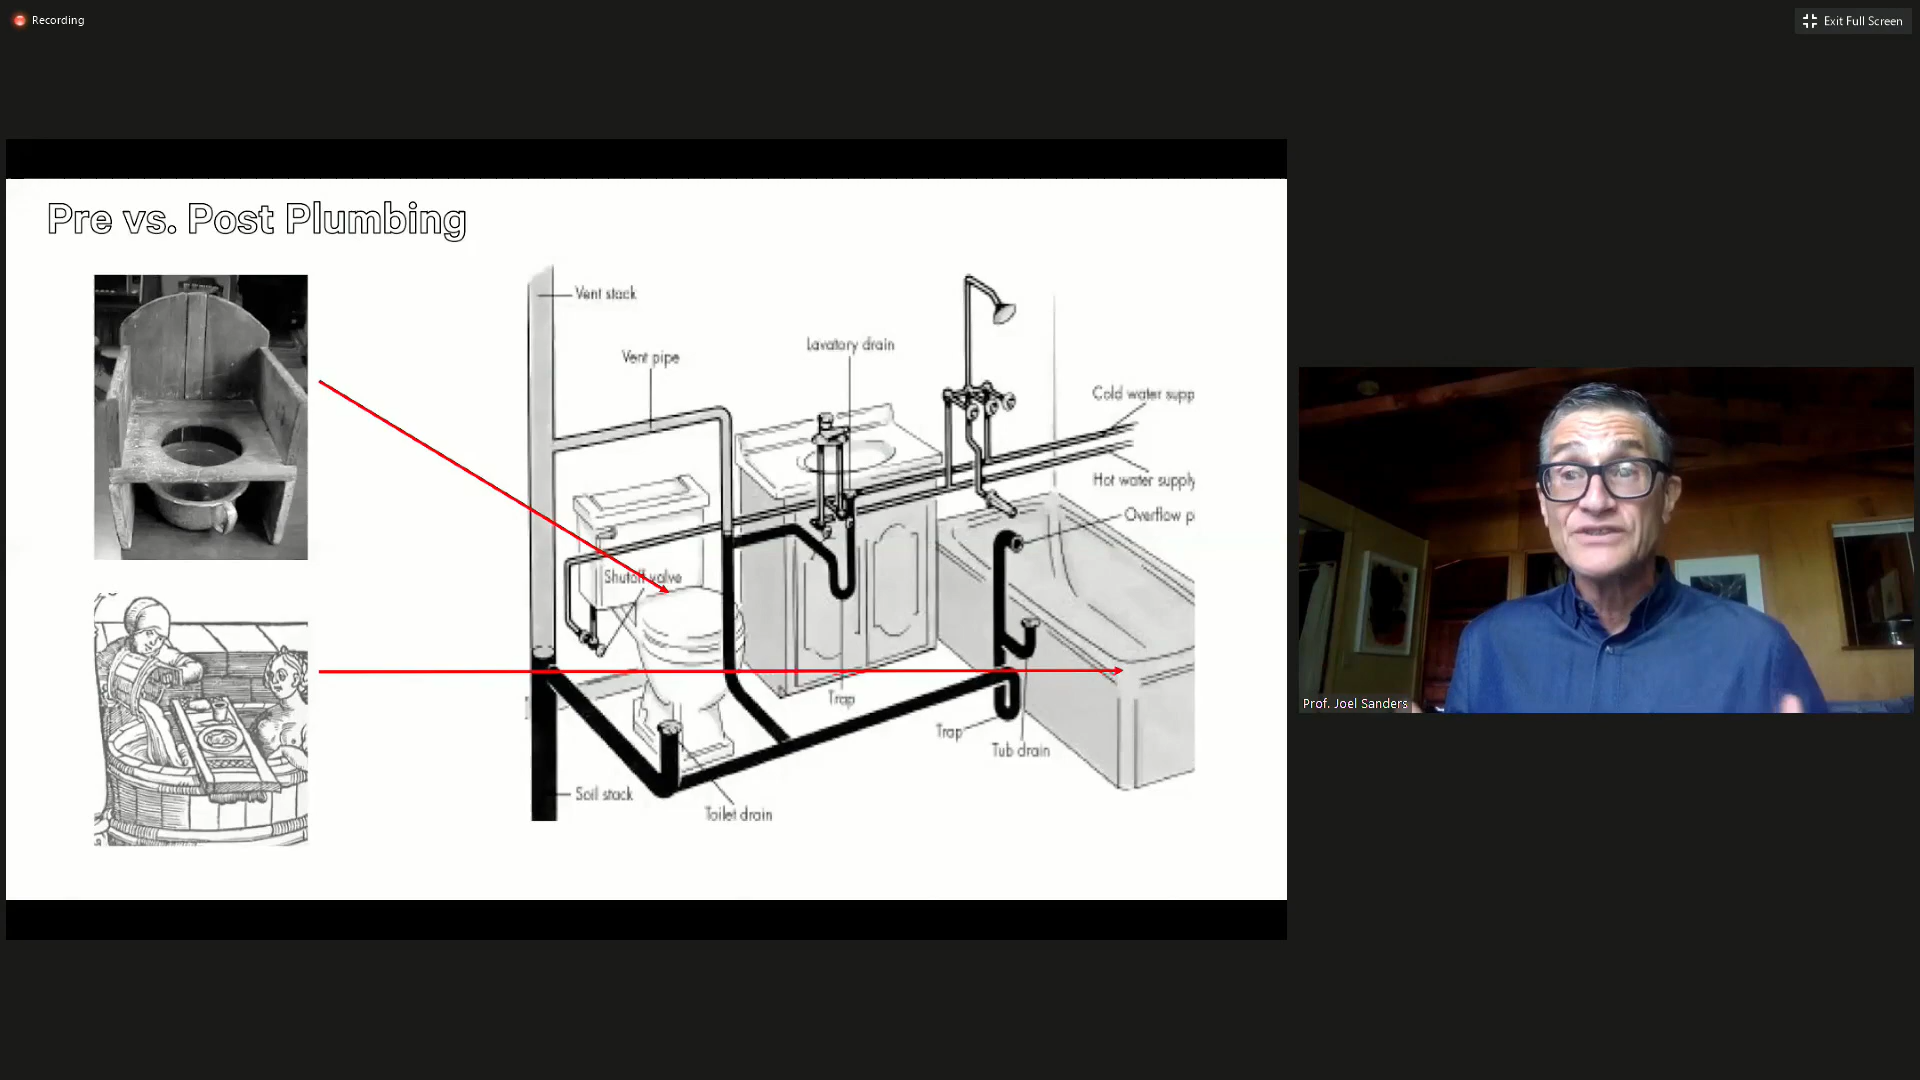 Recording
Exit Full Screen
Pre vs. Post Plumbing
Vent stack
Vent pipe
Lavatory drain
Cold water supp
Hot water supply
Overflow p
Shutoff valve
Trap
Trap
Tub drain
Soil stack
Toilet drain
Prof. Joel Sanders